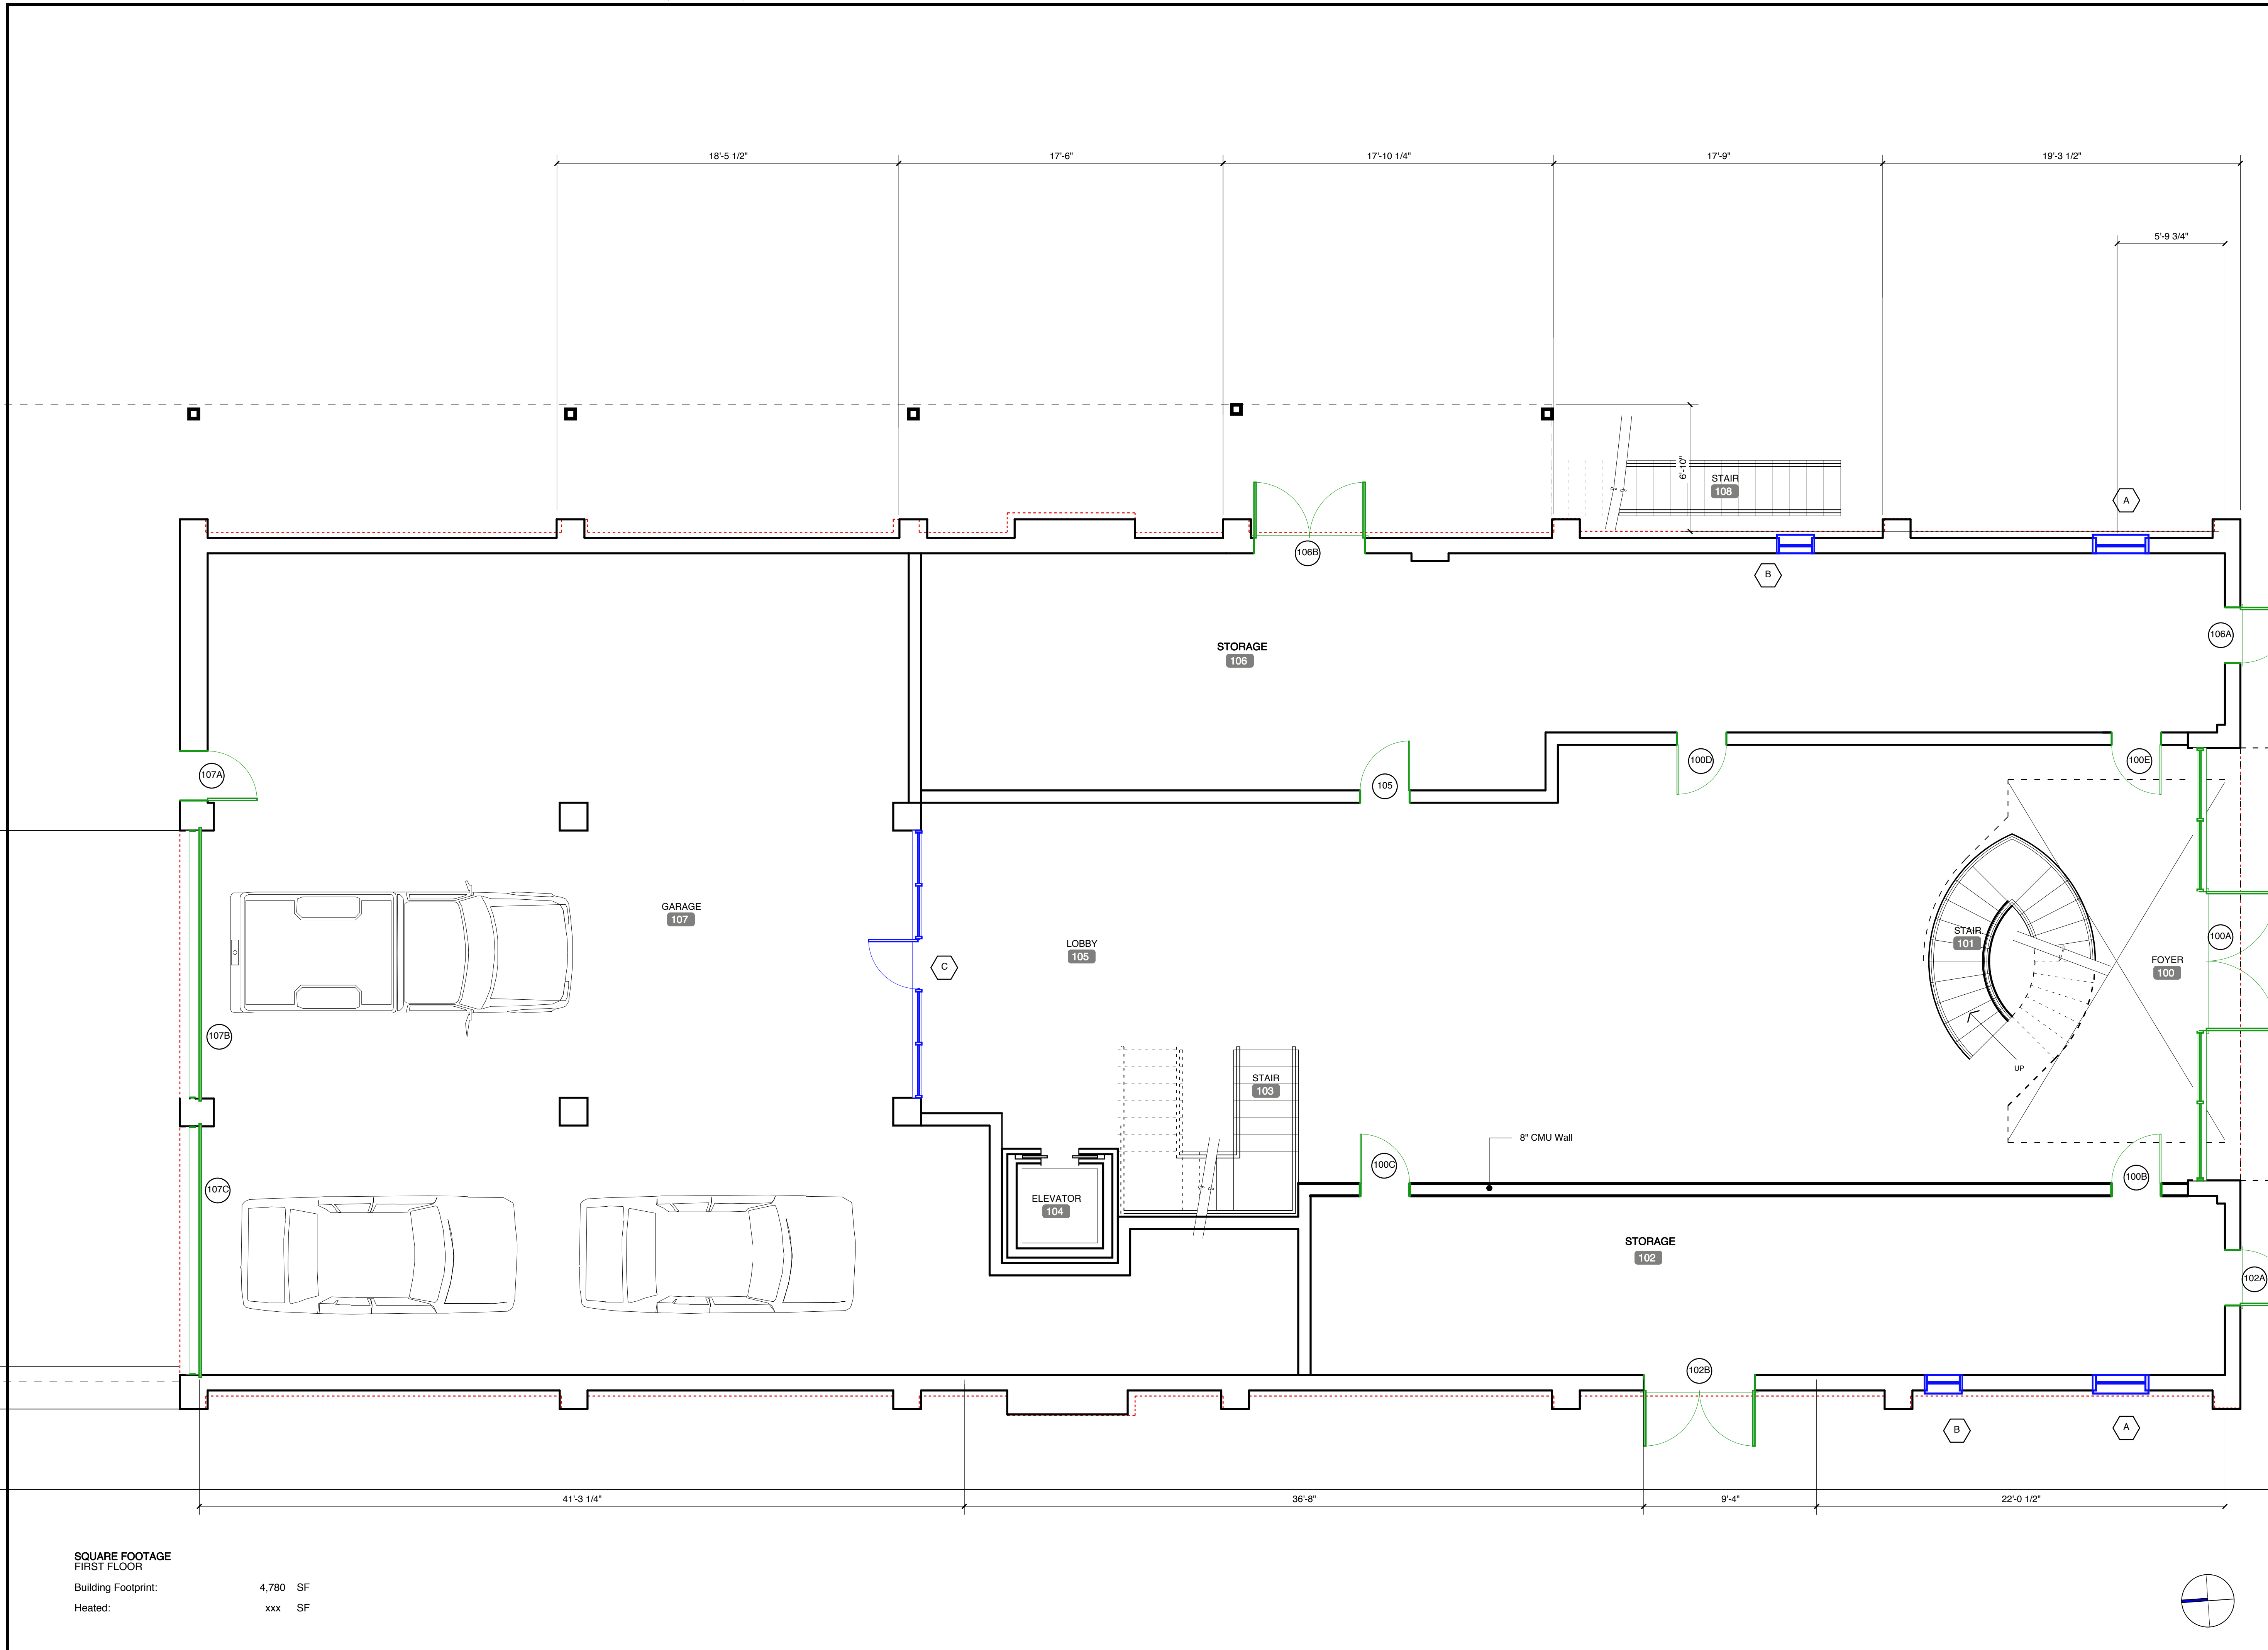 18'-5 1/2"
17'-6"
17'-10 1/4"
17'-9"
19'-3 1/2"
5'-9 3/4"
6'-10"
STAIR
108
A
106B
B
STORAGE
106
106A
107A
105
100D
100E
GARAGE
107
LOBBY
105
C
STAIR
101
FOYER
100
100A
107B
UP
STAIR
103
8" CMU Wall
100C
100B
107C
ELEVATOR
104
STORAGE
102
102A
102B
B
A
41'-3 1/4"
36'-8"
9'-4"
22'-0 1/2"
SQUARE FOOTAGE
FIRST FLOOR
Building Footprint: 4,780 SF
Heated: xxx SF